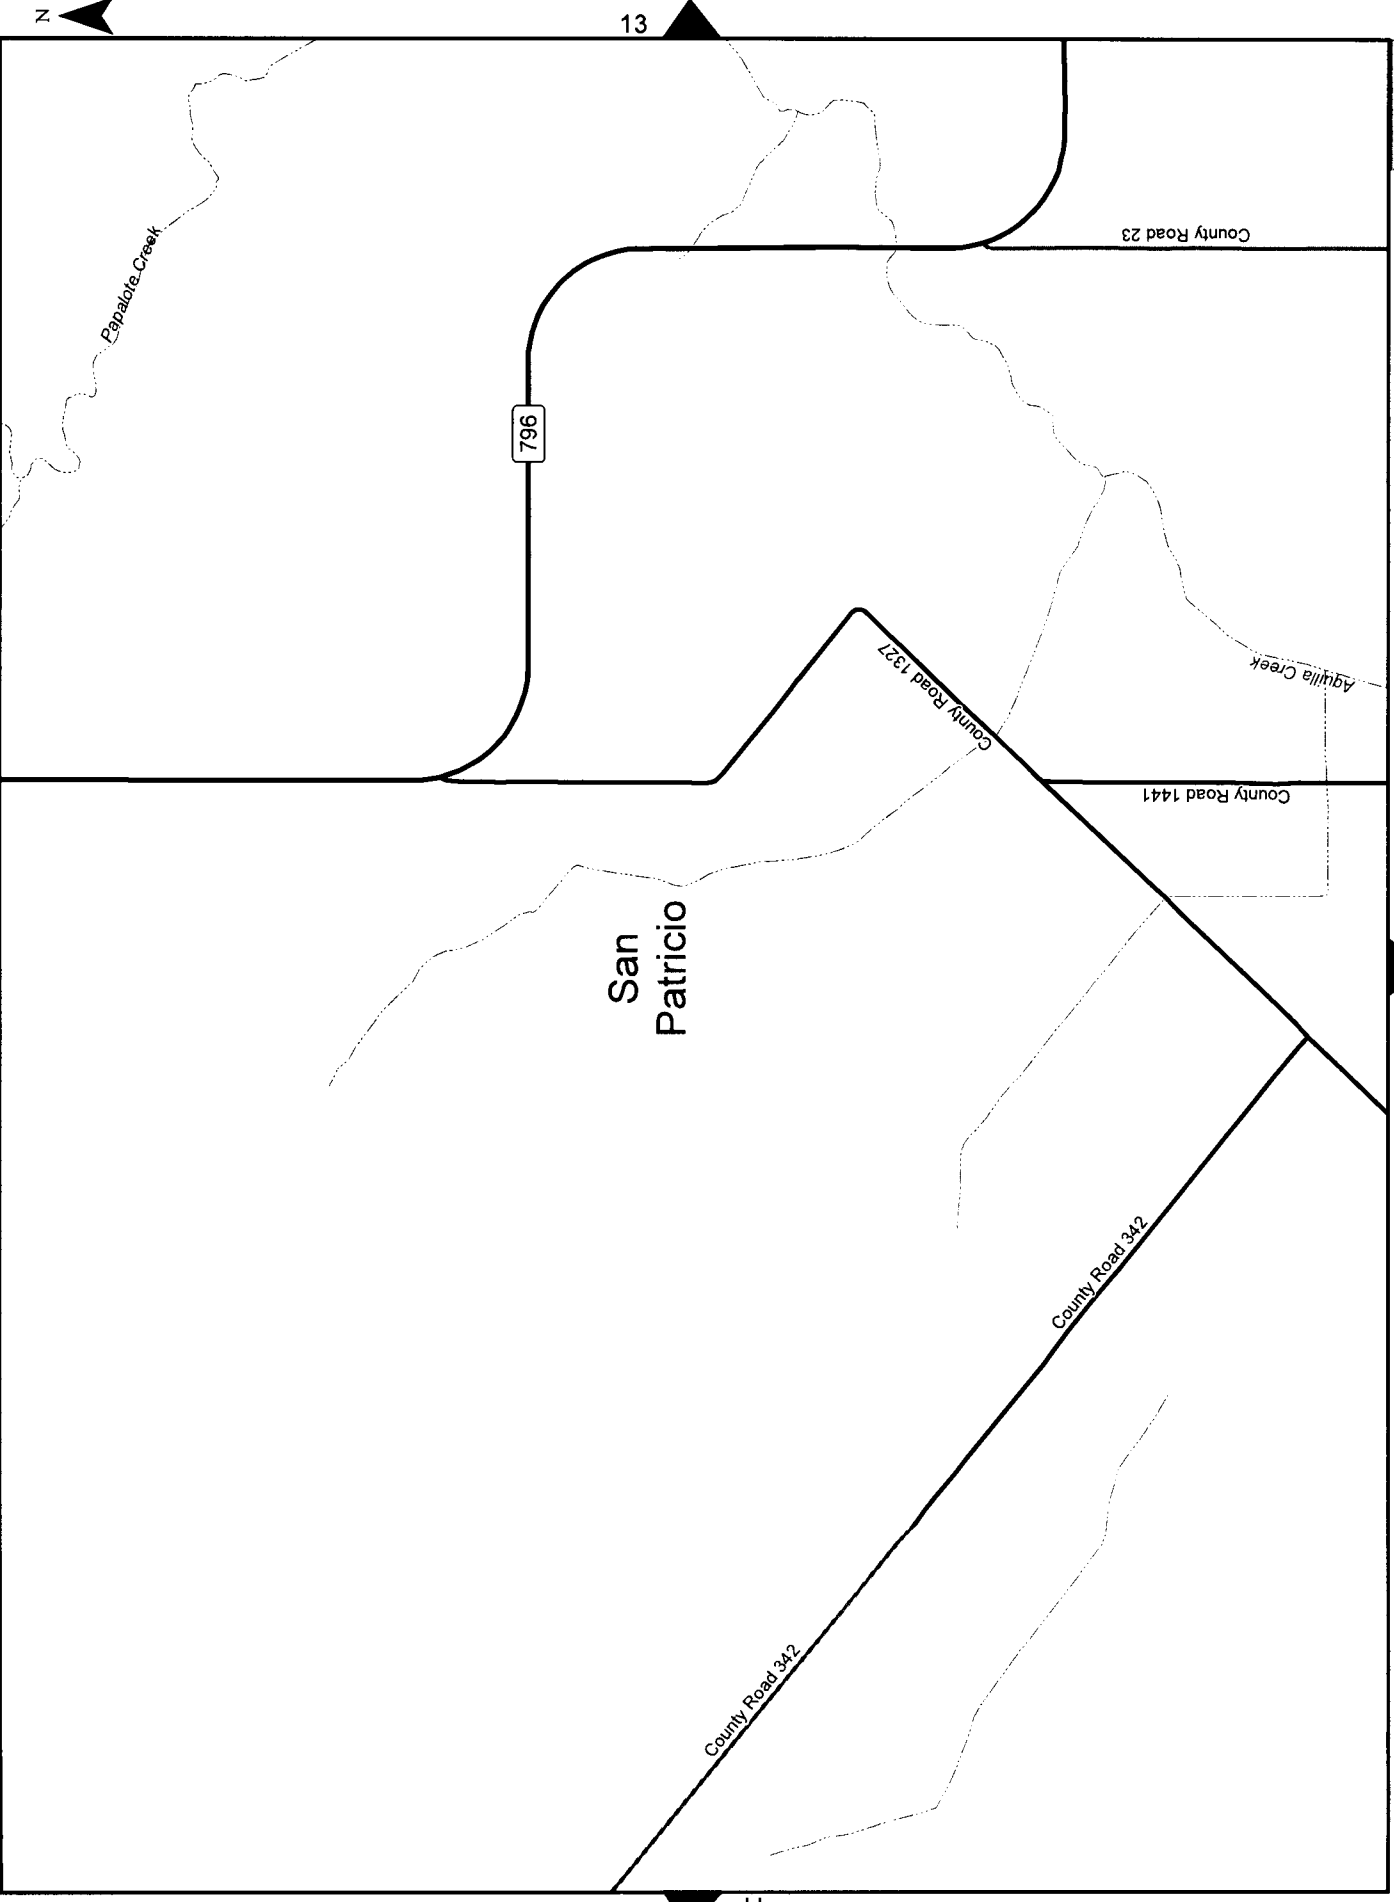 N
13
Papalote Creek
County Road 23
796
County Road 1327
Aquilla Creek
County Road 1441
San
Patricio
County Road 342
County Road 342